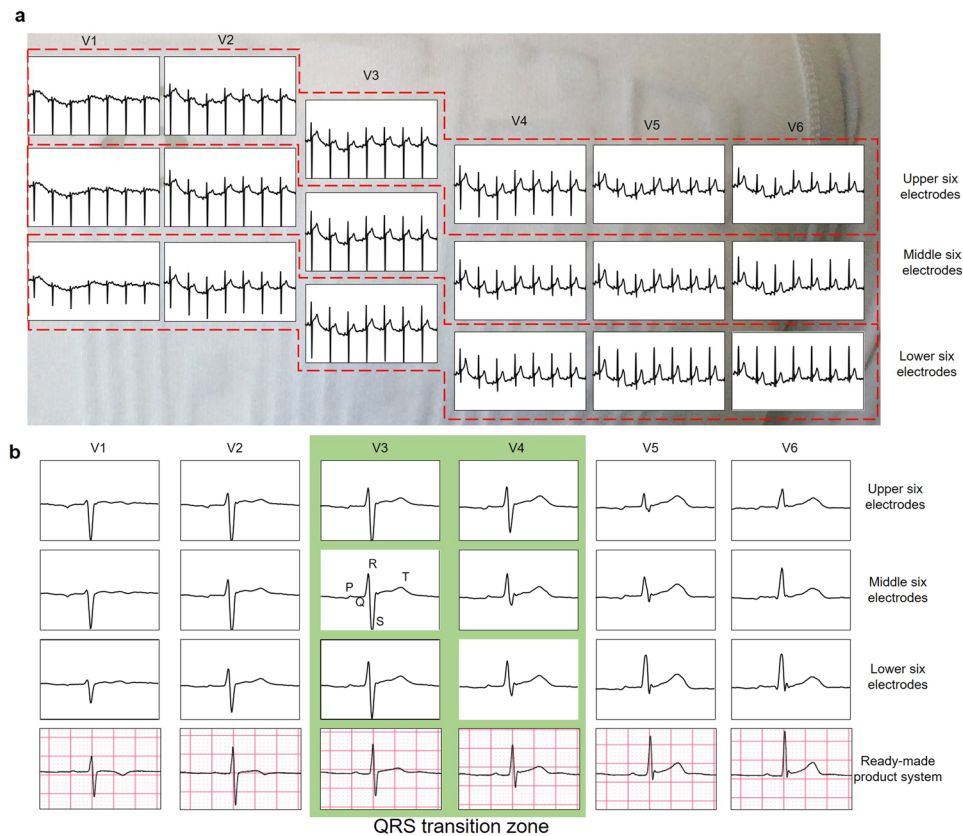 a
V1
V2
V3
V4
V5
V6
Upper six
electrodes
Middle six
electrodes
Lower six
electrodes
b
V1
V2
V3
V4
V5
V6
Upper six
electrodes
R
P
T
Q
S
Middle six
electrodes
Lower six
electrodes
Ready-made
product system
QRS transition zone